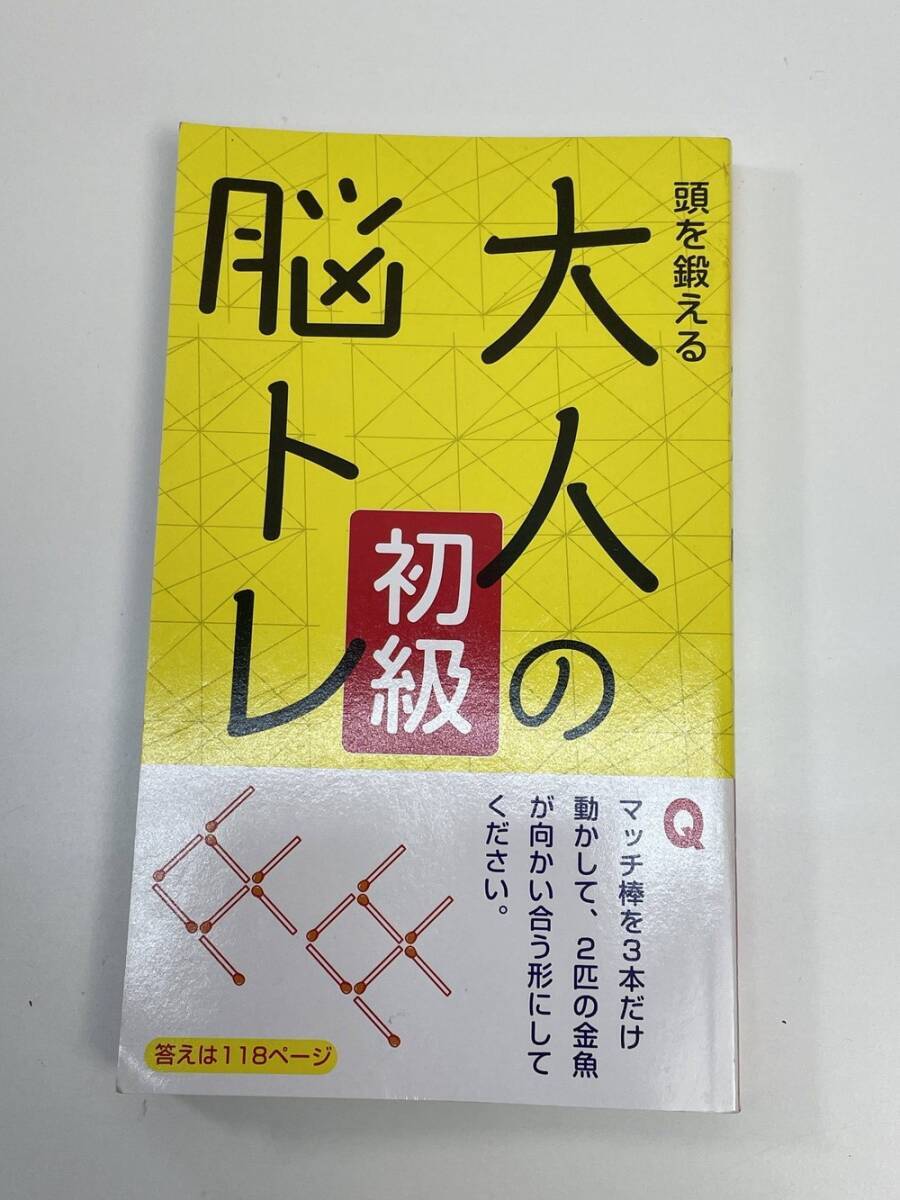 頭を鍛える
大人の
脳トレ
初級
Q
マッチ棒を3本だけ
動かして、2匹の金魚
が向かい合う形にして
ください。
答えは118ページ